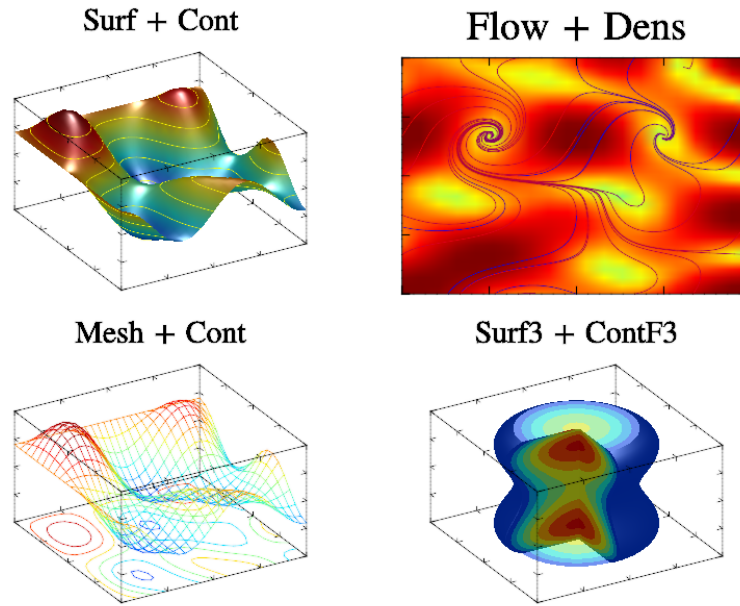 Surf + Cont
Flow + Dens
Mesh + Cont
Surf3 + ContF3